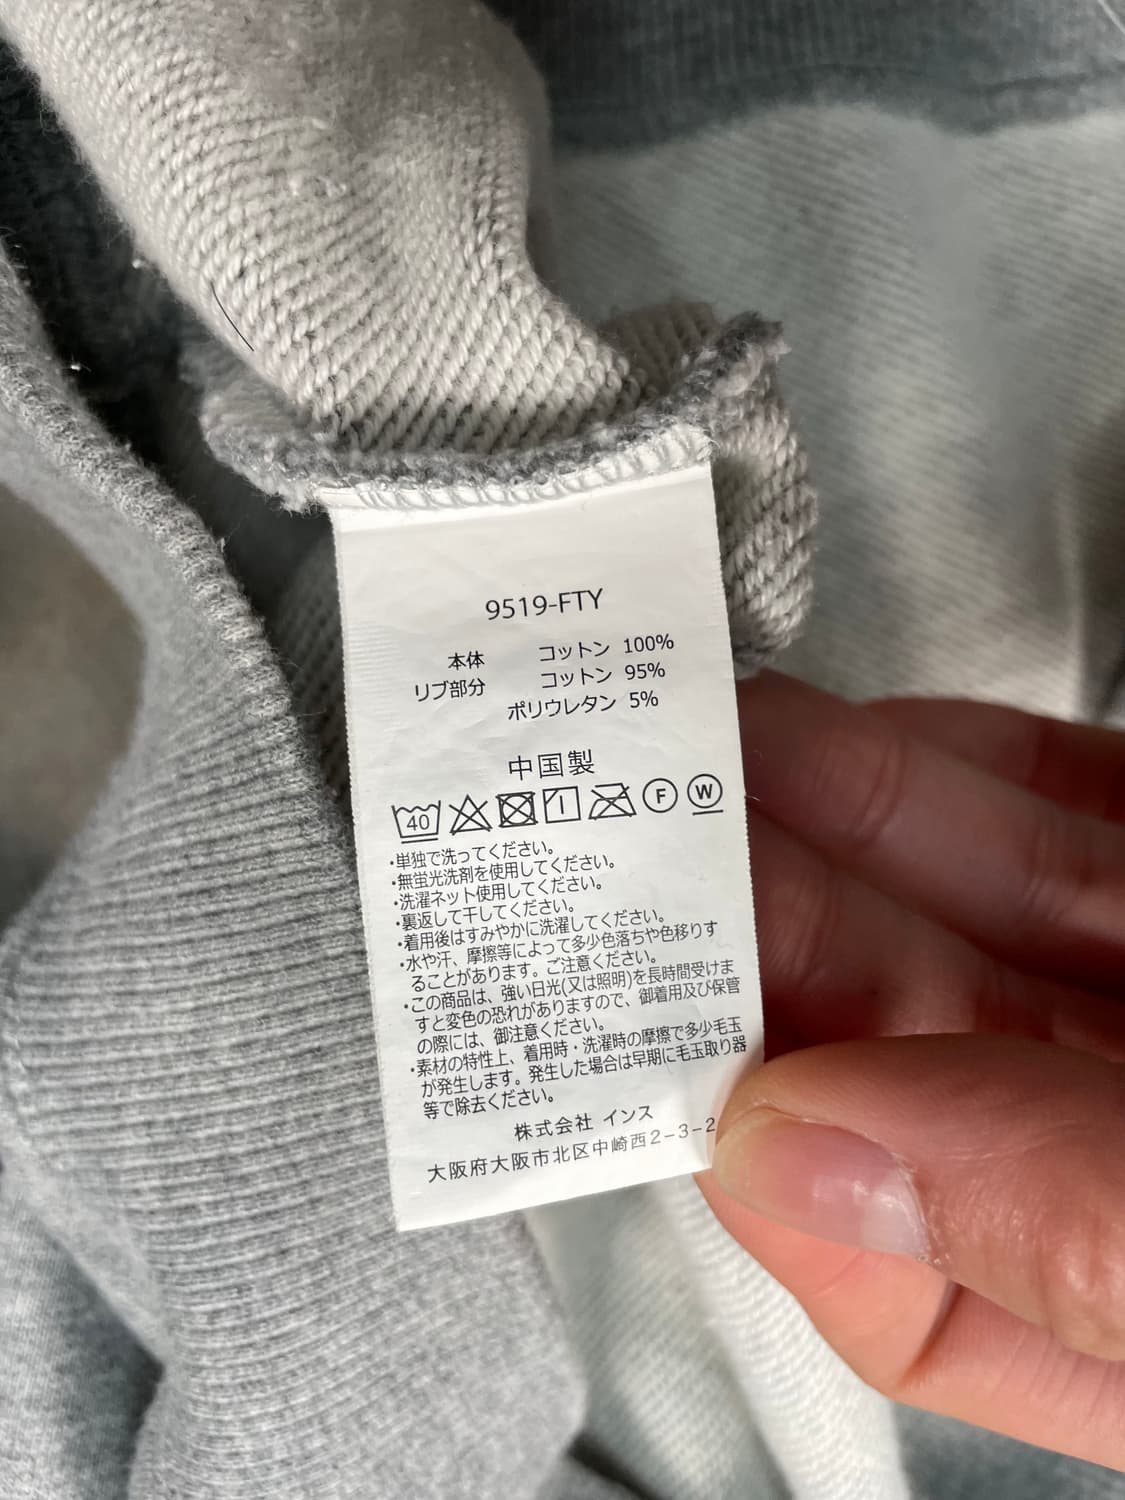 9519-FTY
本体 コットン 100%
リブ部分 コットン 95%
ポリウレタン 5%
中国製
40 F W
・単独で洗ってください。
・無蛍光洗剤を使用してください。
・洗濯ネット使用してください。
・裏返して干してください。
・着用後はすみやかに洗濯してください。
・水や汗、摩擦等によって多少色落ちや色移りす
ることがあります。ご注意ください。
・この商品は、強い日光(又は照明)を長時間受けま
すと変色の恐れがありますので、御着用及び保管
の際には、御注意ください。
・素材の特性上、着用時・洗濯時の摩擦で多少毛玉
が発生します。発生した場合は早期に毛玉取り器
等で除去ください。
株式会社 インス
大阪府大阪市北区中崎西2-3-2